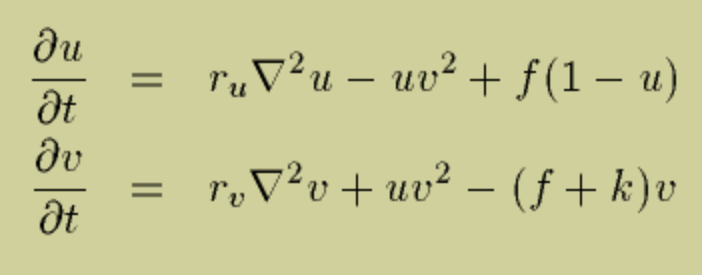 ∂u/∂t = r_u∇²u − uv² + f(1 − u)
∂v/∂t = r_v∇²v + uv² − (f + k)v